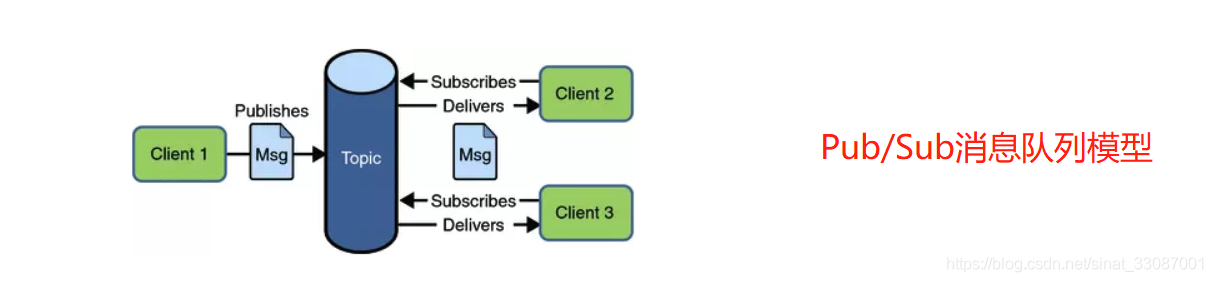 Publishes
Client 1
Msg
Topic
Subscribes
Delivers
Client 2
Msg
Subscribes
Delivers
Client 3
Pub/Sub消息队列模型
https://blog.csdn.net/sinat_33087001